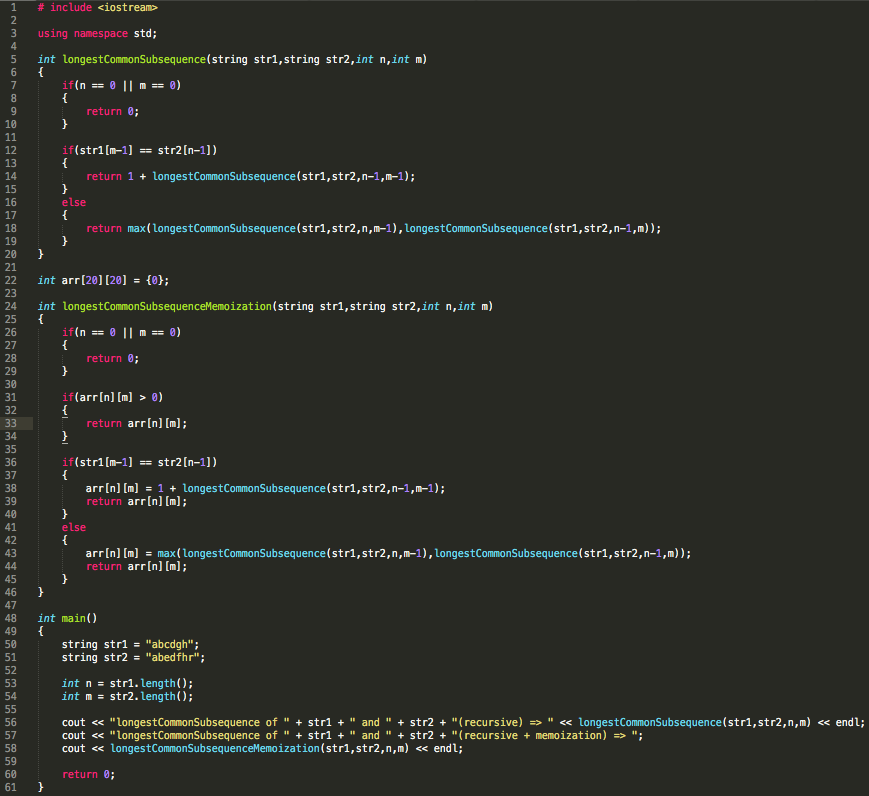 1 # include <iostream>
2
3 using namespace std;
4
5 int longestCommonSubsequence(string str1,string str2,int n,int m)
6 {
7 if(n == 0 || m == 0)
8 {
9 return 0;
10 }
11
12 if(str1[m-1] == str2[n-1])
13 {
14 return 1 + longestCommonSubsequence(str1,str2,n-1,m-1);
15 }
16 else
17 {
18 return max(longestCommonSubsequence(str1,str2,n,m-1),longestCommonSubsequence(str1,str2,n-1,m));
19 }
20 }
21
22 int arr[20][20] = {0};
23
24 int longestCommonSubsequenceMemoization(string str1,string str2,int n,int m)
25 {
26 if(n == 0 || m == 0)
27 {
28 return 0;
29 }
30
31 if(arr[n][m] > 0)
32 {
33 return arr[n][m];
34 }
35
36 if(str1[m-1] == str2[n-1])
37 {
38 arr[n][m] = 1 + longestCommonSubsequence(str1,str2,n-1,m-1);
39 return arr[n][m];
40 }
41 else
42 {
43 arr[n][m] = max(longestCommonSubsequence(str1,str2,n,m-1),longestCommonSubsequence(str1,str2,n-1,m));
44 return arr[n][m];
45 }
46 }
47
48 int main()
49 {
50 string str1 = "abcdgh";
51 string str2 = "abedfhr";
52
53 int n = str1.length();
54 int m = str2.length();
55
56 cout << "longestCommonSubsequence of " + str1 + " and " + str2 + "(recursive) => " << longestCommonSubsequence(str1,str2,n,m) << endl;
57 cout << "longestCommonSubsequence of " + str1 + " and " + str2 + "(recursive + memoization) => ";
58 cout << longestCommonSubsequenceMemoization(str1,str2,n,m) << endl;
59
60 return 0;
61 }